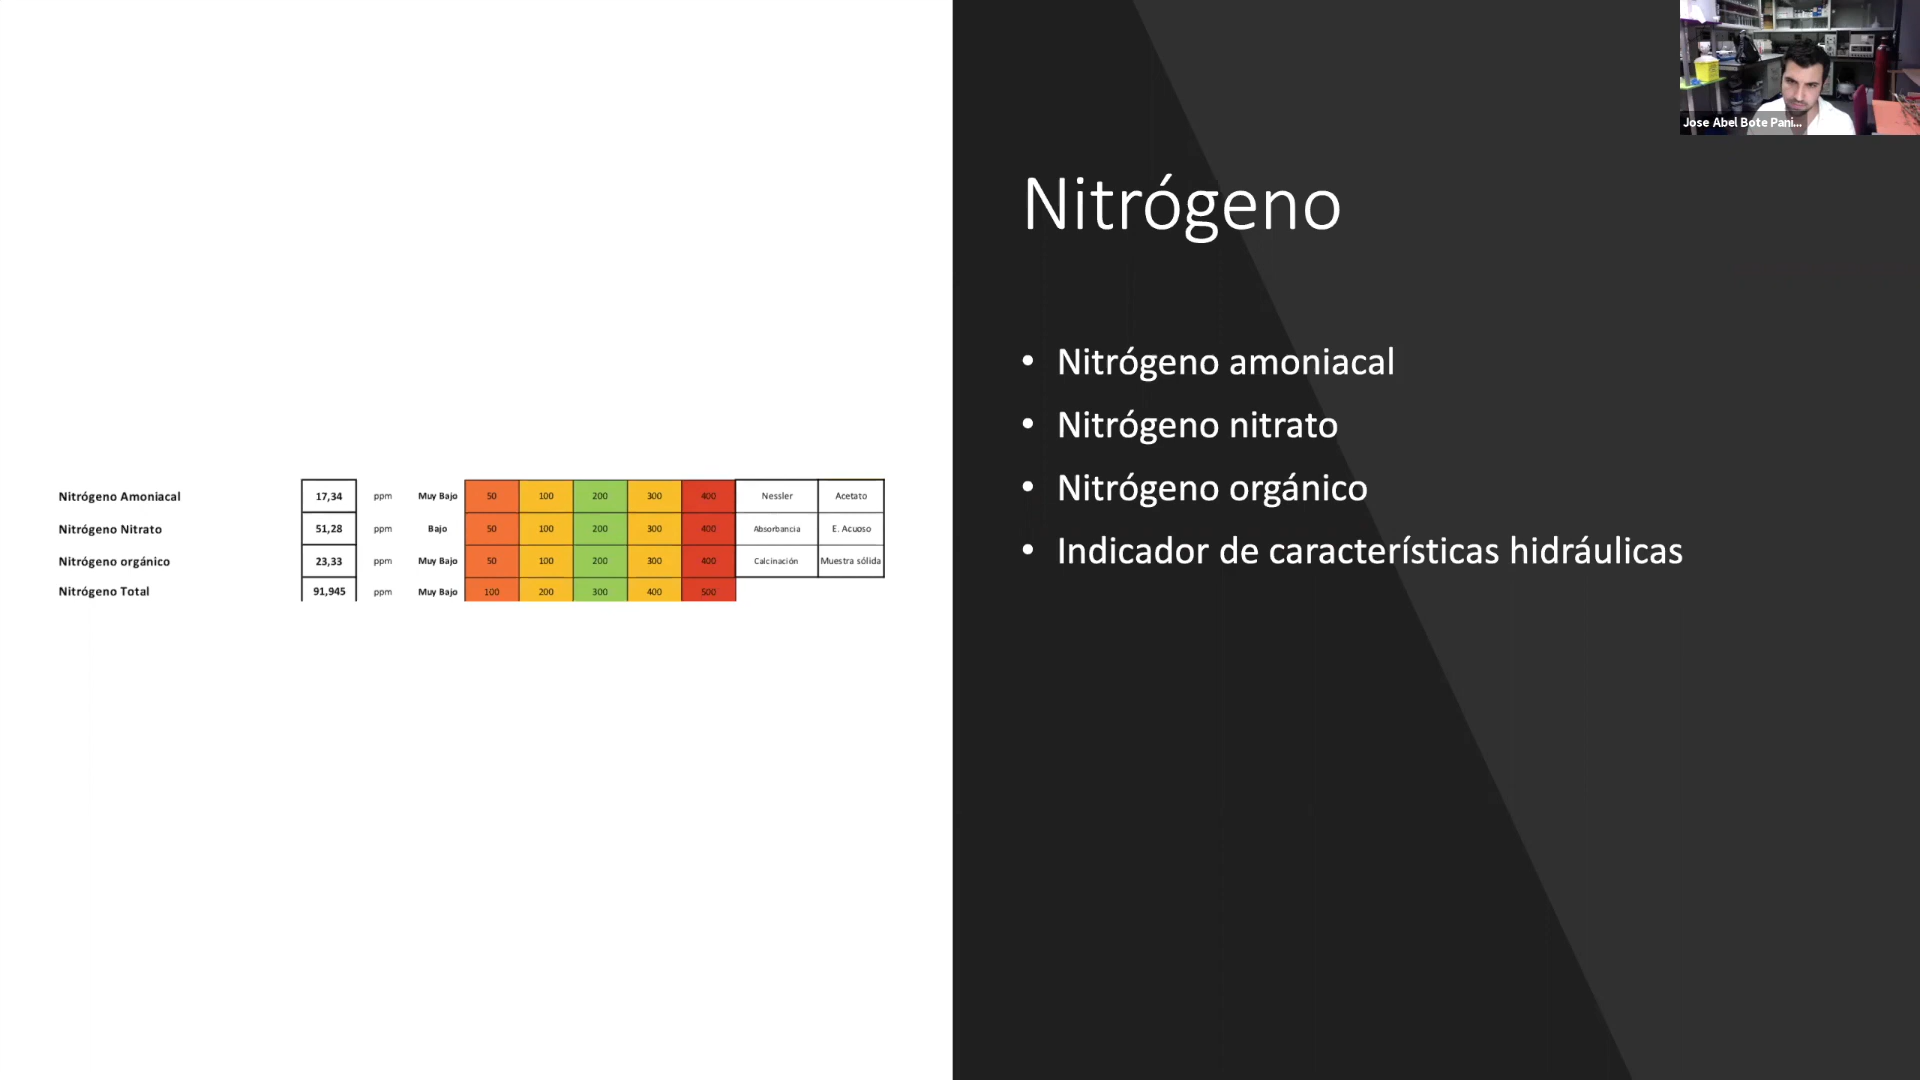 Jose Abel Bote Pani...
Nitrógeno
• Nitrógeno amoniacal
• Nitrógeno nitrato
• Nitrógeno orgánico
• Indicador de características hidráulicas
Nitrógeno Amoniacal 17,34 ppm Muy Bajo 50 100 200 300 400 Nessler Acetato
Nitrógeno Nitrato 51,28 ppm Bajo 50 100 200 300 400 Absorbancia E. Acuoso
Nitrógeno orgánico 23,33 ppm Muy Bajo 50 100 200 300 400 Calcinación Muestra sólida
Nitrógeno Total 91,945 ppm Muy Bajo 100 200 300 400 500